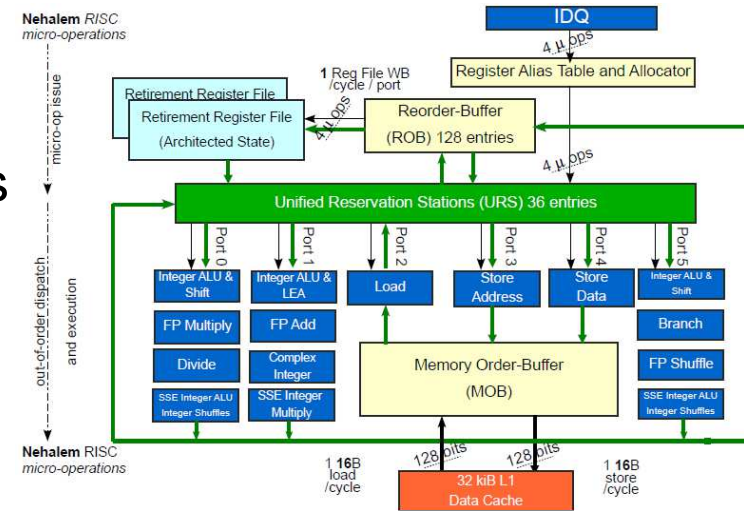 Nehalem RISC
micro-operations
IDQ
4 µ ops
Register Alias Table and Allocator
1 Reg File WB
/cycle / port
Retirement Register File
Retirement Register File
(Architected State)
4 µ ops
Reorder-Buffer
(ROB) 128 entries
4 µ ops
micro-op issue
s
Unified Reservation Stations (URS) 36 entries
Port 0
Port 1
Port 2
Port 3
Port 4
Port 5
Integer ALU &
Shift
Integer ALU &
LEA
Load
Store
Address
Store
Data
Integer ALU &
Shift
FP Multiply
FP Add
Branch
out-of-order dispatch
and execution
Divide
Complex
Integer
Memory Order-Buffer
(MOB)
FP Shuffle
SSE Integer ALU
Integer Shuffles
SSE Integer
Multiply
SSE Integer ALU
Integer Shuffles
Nehalem RISC
micro-operations
1 16B
load
/cycle
128 bits
128 bits
1 16B
store
/cycle
32 kiB L1
Data Cache